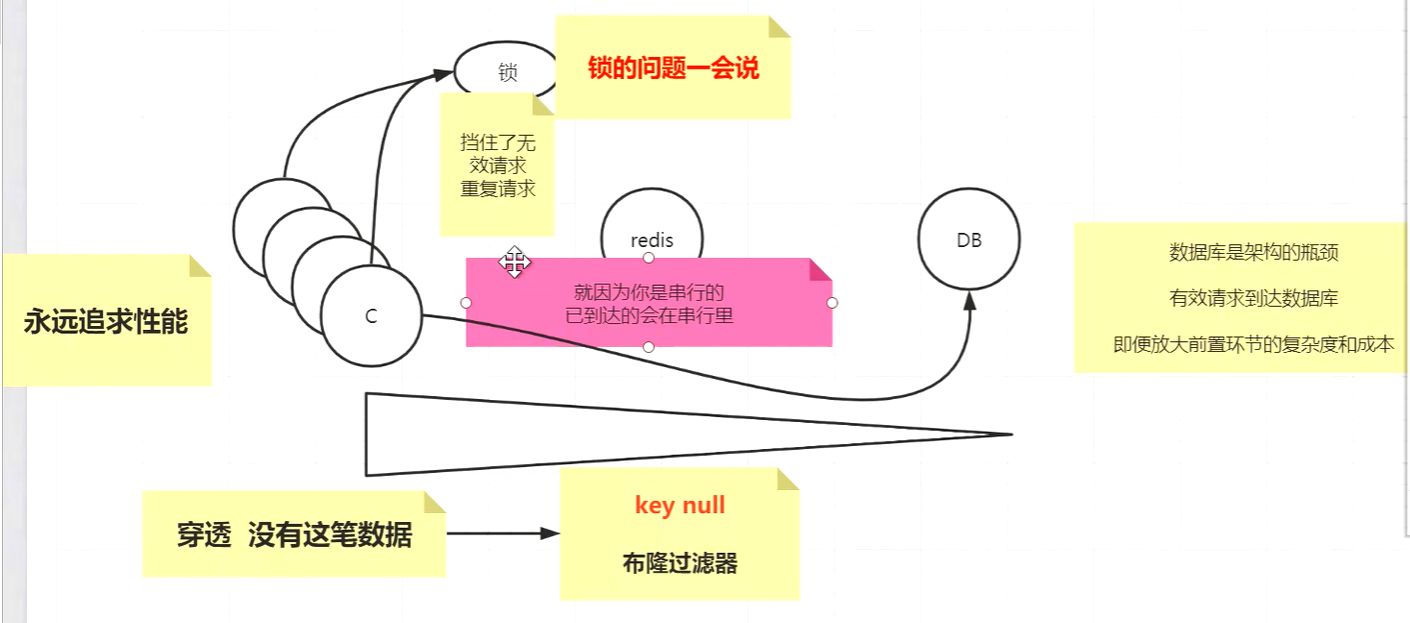 锁
锁的问题一会说
挡住了无
效请求
重复请求
redis
DB
数据库是架构的瓶颈
有效请求到达数据库
即便放大前置环节的复杂度和成本
永远追求性能
C
就因为你是串行的
已到达的会在串行里
穿透 没有这笔数据
key null
布隆过滤器